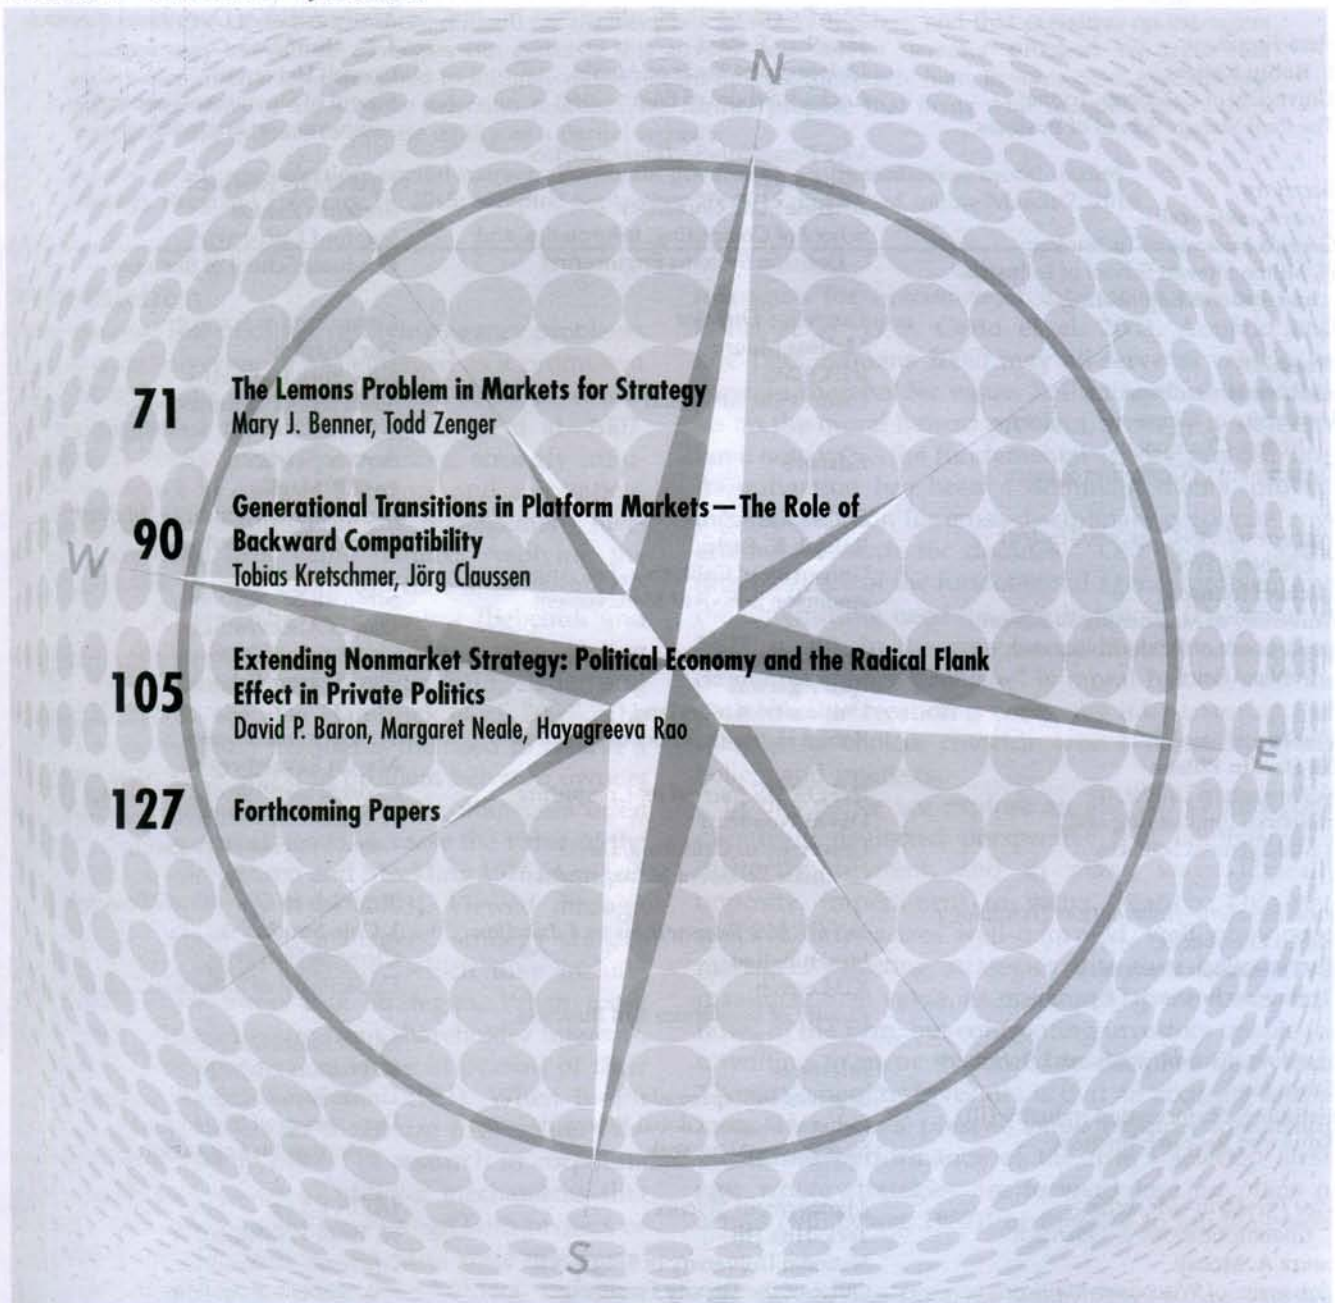 N
71
The Lemons Problem in Markets for Strategy
Mary J. Benner, Todd Zenger
W
90
Generational Transitions in Platform Markets—The Role of
Backward Compatibility
Tobias Kretschmer, Jörg Claussen
105
Extending Nonmarket Strategy: Political Economy and the Radical Flank
Effect in Private Politics
David P. Baron, Margaret Neale, Hayagreeva Rao
E
127
Forthcoming Papers
S